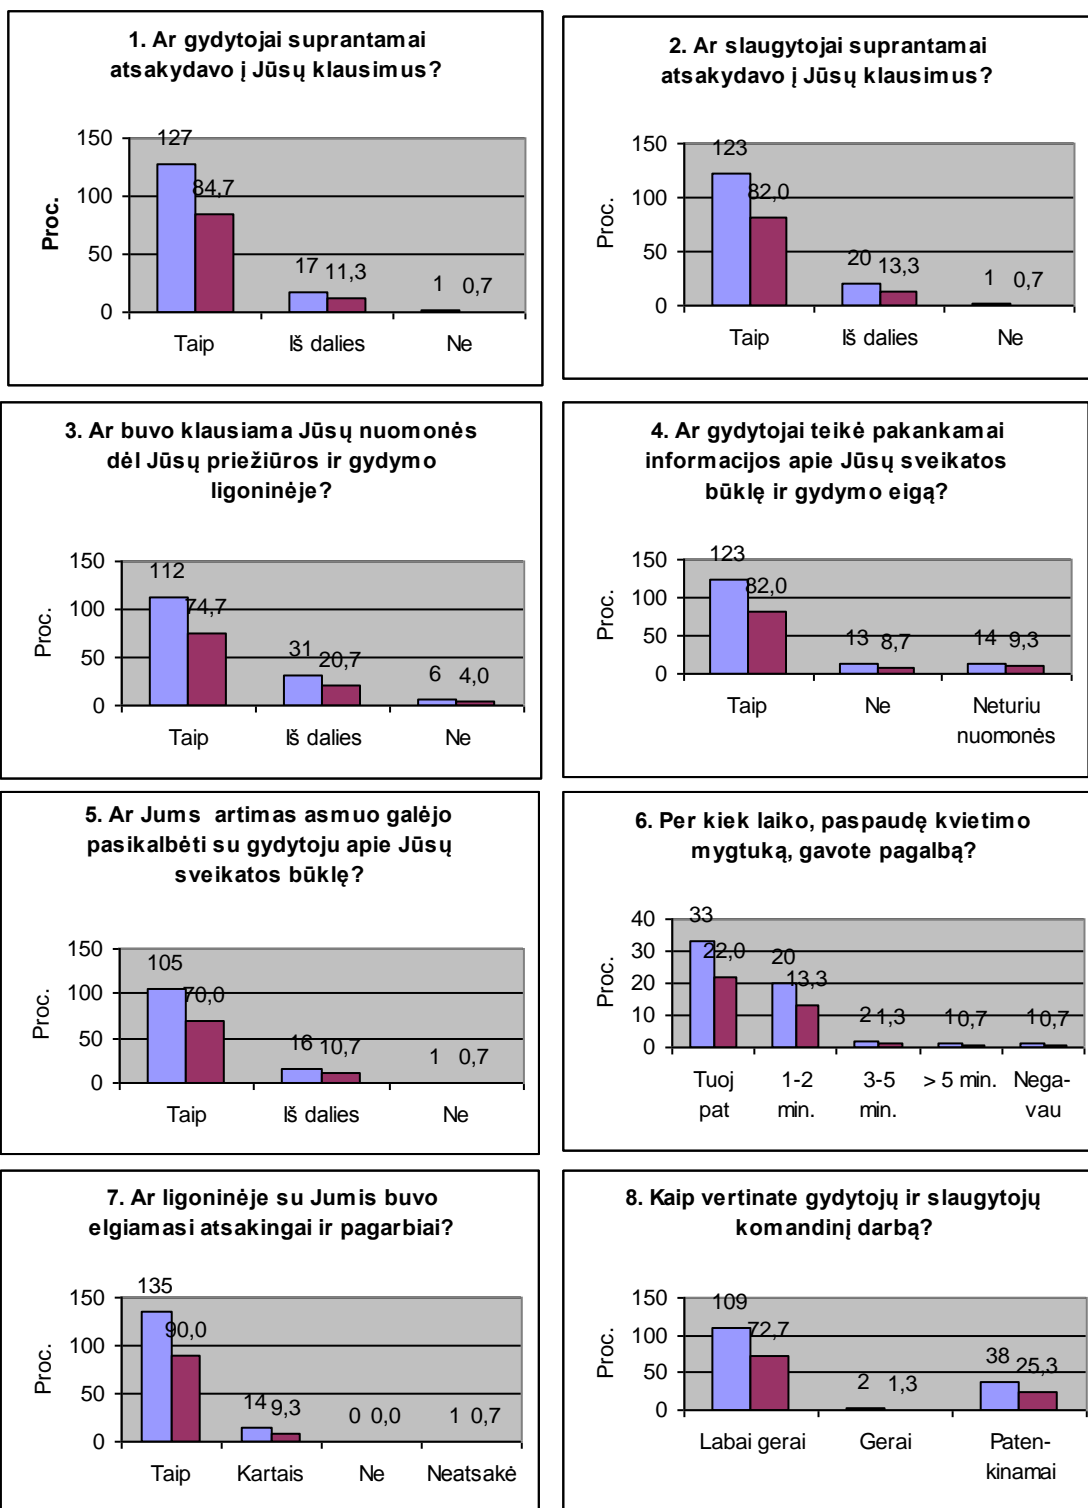 1. Ar gydytojai suprantamai
atsakydavo į Jūsų klausimus?
Proc.
150
100
50
0
127
84,7
17
11,3
1
0,7
Taip
Iš dalies
Ne
2. Ar slaugytojai suprantamai
atsakydavo į Jūsų klausimus?
Proc.
150
100
50
0
123
82,0
20
13,3
1
0,7
Taip
Iš dalies
Ne
3. Ar buvo klausiama Jūsų nuomonės
dėl Jūsų priežiūros ir gydymo
ligoninėje?
Proc.
150
100
50
0
112
74,7
31
20,7
6
4,0
Taip
Iš dalies
Ne
4. Ar gydytojai teikė pakankamai
informacijos apie Jūsų sveikatos
būklę ir gydymo eigą?
Proc.
150
100
50
0
123
82,0
13
8,7
14
9,3
Taip
Ne
Neturiu
nuomonės
5. Ar Jums artimas asmuo galėjo
pasikalbėti su gydytoju apie Jūsų
sveikatos būklę?
Proc.
150
100
50
0
105
70,0
16
10,7
1
0,7
Taip
Iš dalies
Ne
6. Per kiek laiko, paspaudę kvietimo
mygtuką, gavote pagalbą?
Proc.
40
30
20
10
0
33
22,0
20
13,3
2
1,3
1
0,7
1
0,7
Tuoj
pat
1-2
min.
3-5
min.
> 5 min.
Nega-
vau
7. Ar ligoninėje su Jumis buvo
elgiamasi atsakingai ir pagarbiai?
Proc.
150
100
50
0
135
90,0
14
9,3
0
0,0
1
0,7
Taip
Kartais
Ne
Neatsakė
8. Kaip vertinate gydytojų ir slaugytojų
komandinį darbą?
Proc.
150
100
50
0
109
72,7
2
1,3
38
25,3
Labai gerai
Gerai
Paten-
kinamai